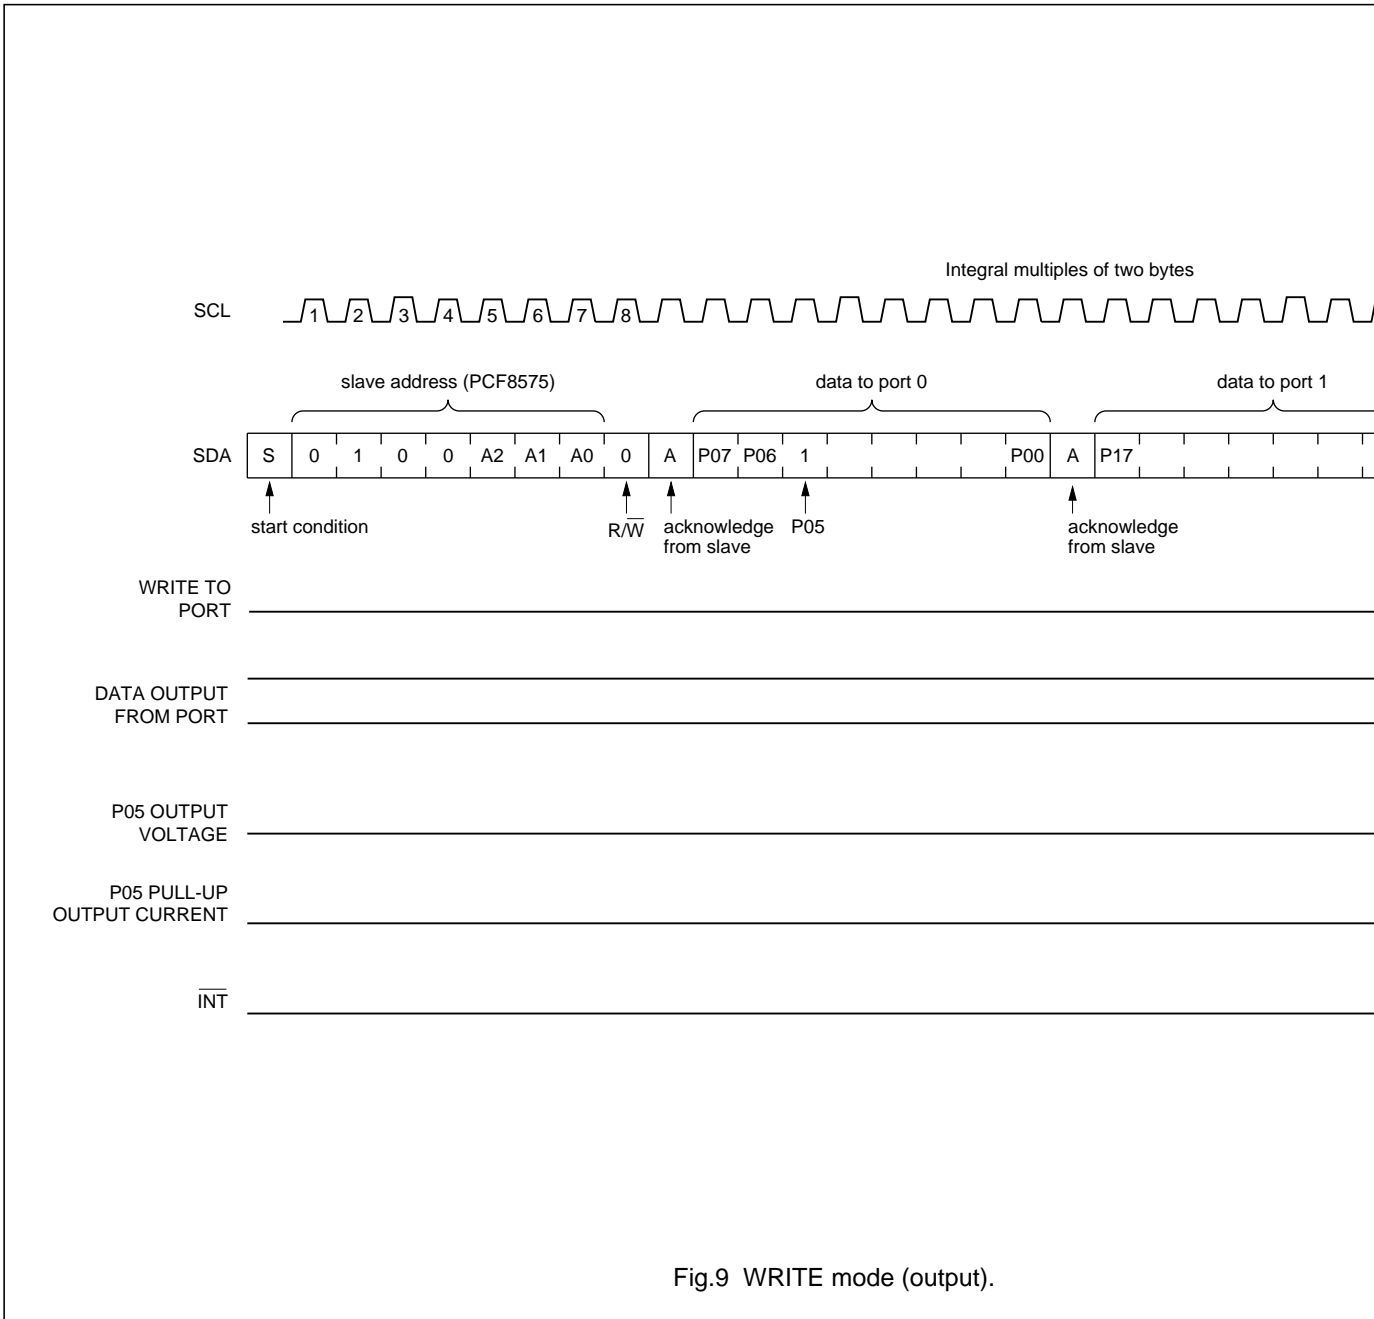 Integral multiples of two bytes
SCL
1 2 3 4 5 6 7 8
slave address (PCF8575)
data to port 0
data to port 1
SDA
S 0 1 0 0 A2 A1 A0 0 A P07 P06 1 P00 A P17
start condition
R/W̅
acknowledge
from slave
P05
acknowledge
from slave
WRITE TO
PORT
DATA OUTPUT
FROM PORT
P05 OUTPUT
VOLTAGE
P05 PULL-UP
OUTPUT CURRENT
I̅N̅T̅
Fig.9 WRITE mode (output).